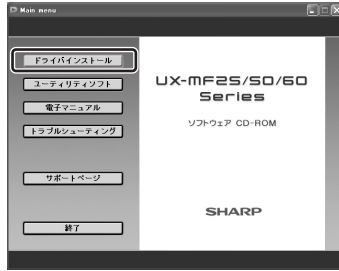 Main menu
ドライバインストール
ユーティリティソフト
電子マニュアル
トラブルシューティング
サポートページ
終了
UX-MF25/50/60
Series
ソフトウェア CD-ROM
SHARP